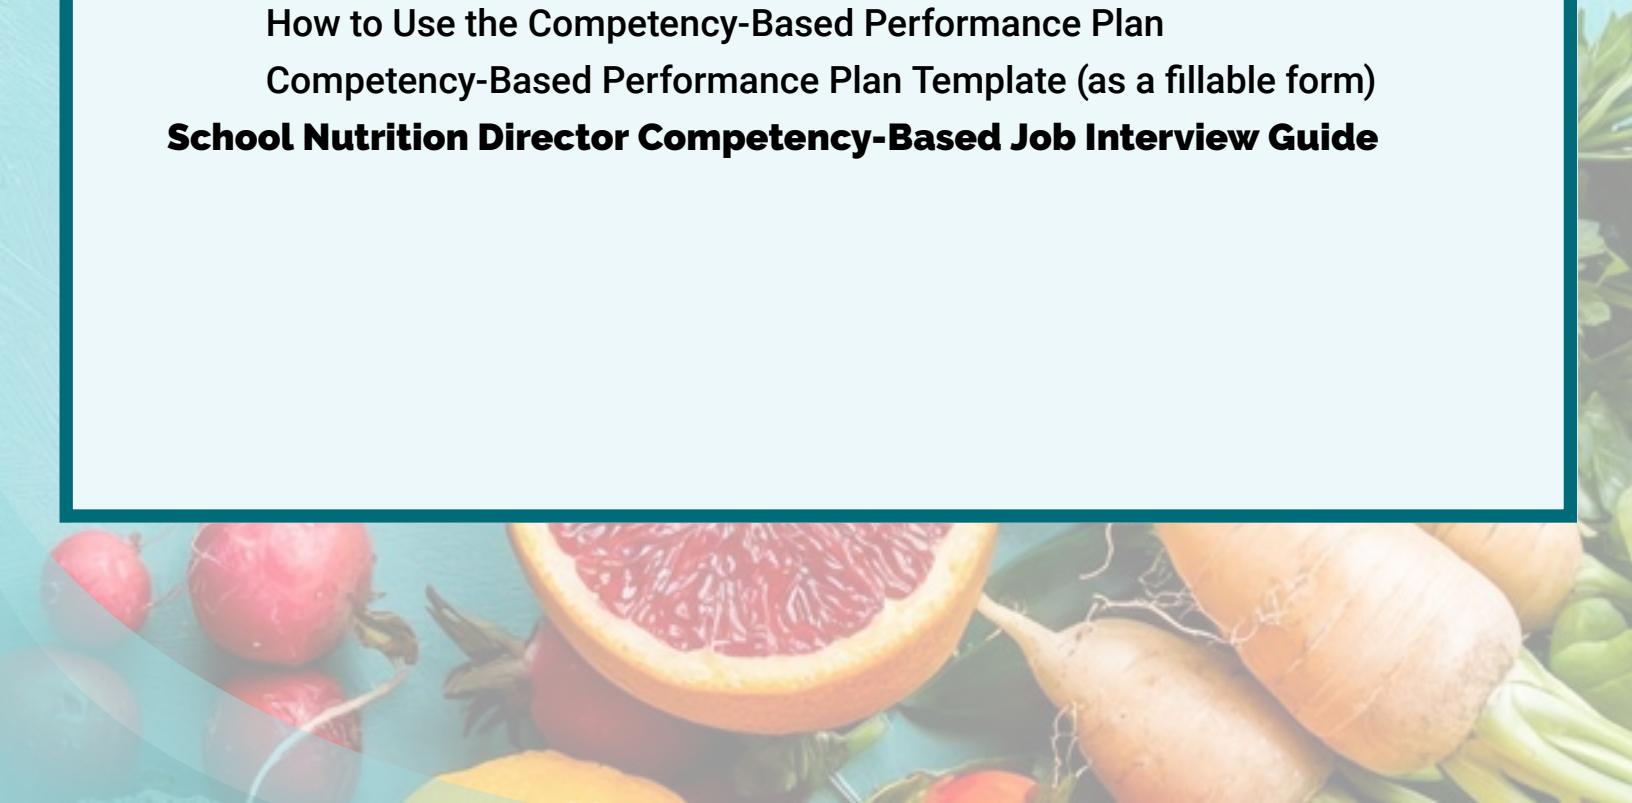 How to Use the Competency-Based Performance Plan
Competency-Based Performance Plan Template (as a fillable form)
School Nutrition Director Competency-Based Job Interview Guide